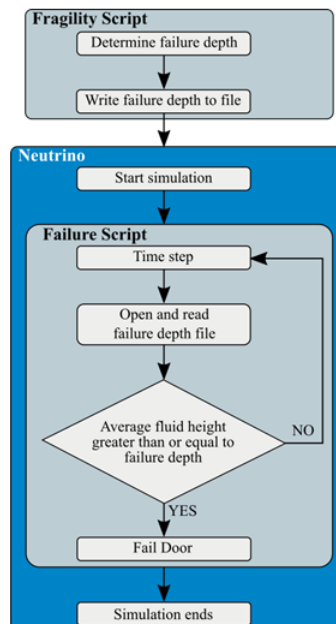 Fragility Script
Determine failure depth
Write failure depth to file
Neutrino
Start simulation
Failure Script
Time step
Open and read
failure depth file
Average fluid height
greater than or equal to
failure depth
NO
YES
Fail Door
Simulation ends